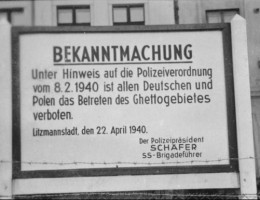 BEKANNTMACHUNG
Unter Hinweis auf die Polizeiverordnung
vom 8.2.1940 ist allen Deutschen und
Polen das Betreten des Ghettogebietes
verboten.
Litzmannstadt, den 22. April 1940.
Der Polizeipräsident
SCHÄFER
SS-Brigadeführer